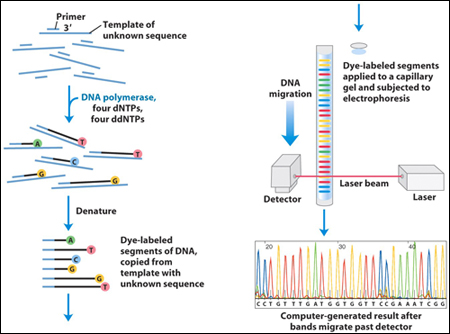 Primer
3'
Template of
unknown sequence
DNA polymerase,
four dNTPs,
four ddNTPs
A
T
T
C
G
G
Denature
A
T
C
G
G
T
Dye-labeled
segments of DNA,
copied from
template with
unknown sequence
Dye-labeled segments
applied to a capillary
gel and subjected to
electrophoresis
DNA
migration
Laser beam
Detector
Laser
20 30 40
CCTGTTTGATGGTGGTTCCGAAATCGG
Computer-generated result after
bands migrate past detector